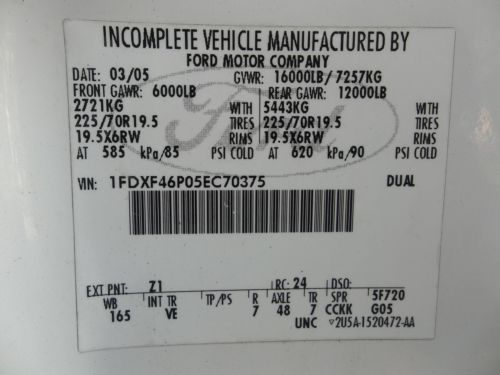 INCOMPLETE VEHICLE MANUFACTURED BY
FORD MOTOR COMPANY
DATE: 03/05 GVWR: 16000LB/ 7257KG
FRONT GAWR: 6000LB REAR GAWR: 12000LB
2721KG WITH 5443KG WITH
225/70R19.5 TIRES 225/70R19.5 TIRES
19.5X6RW RIMS 19.5X6RW RIMS
AT 585 kPa/85 PSI COLD AT 620 kPa/90 PSI COLD
VIN: 1FDXF46P05EC70375 DUAL
EXT PNT: Z1 RC: 24 DSO:
WB INT TR TP/PS R AXLE TR SPR 5F720
165 VE 7 48 7 CCKK G05
UNC ▽2U5A-1520472-AA
Ford